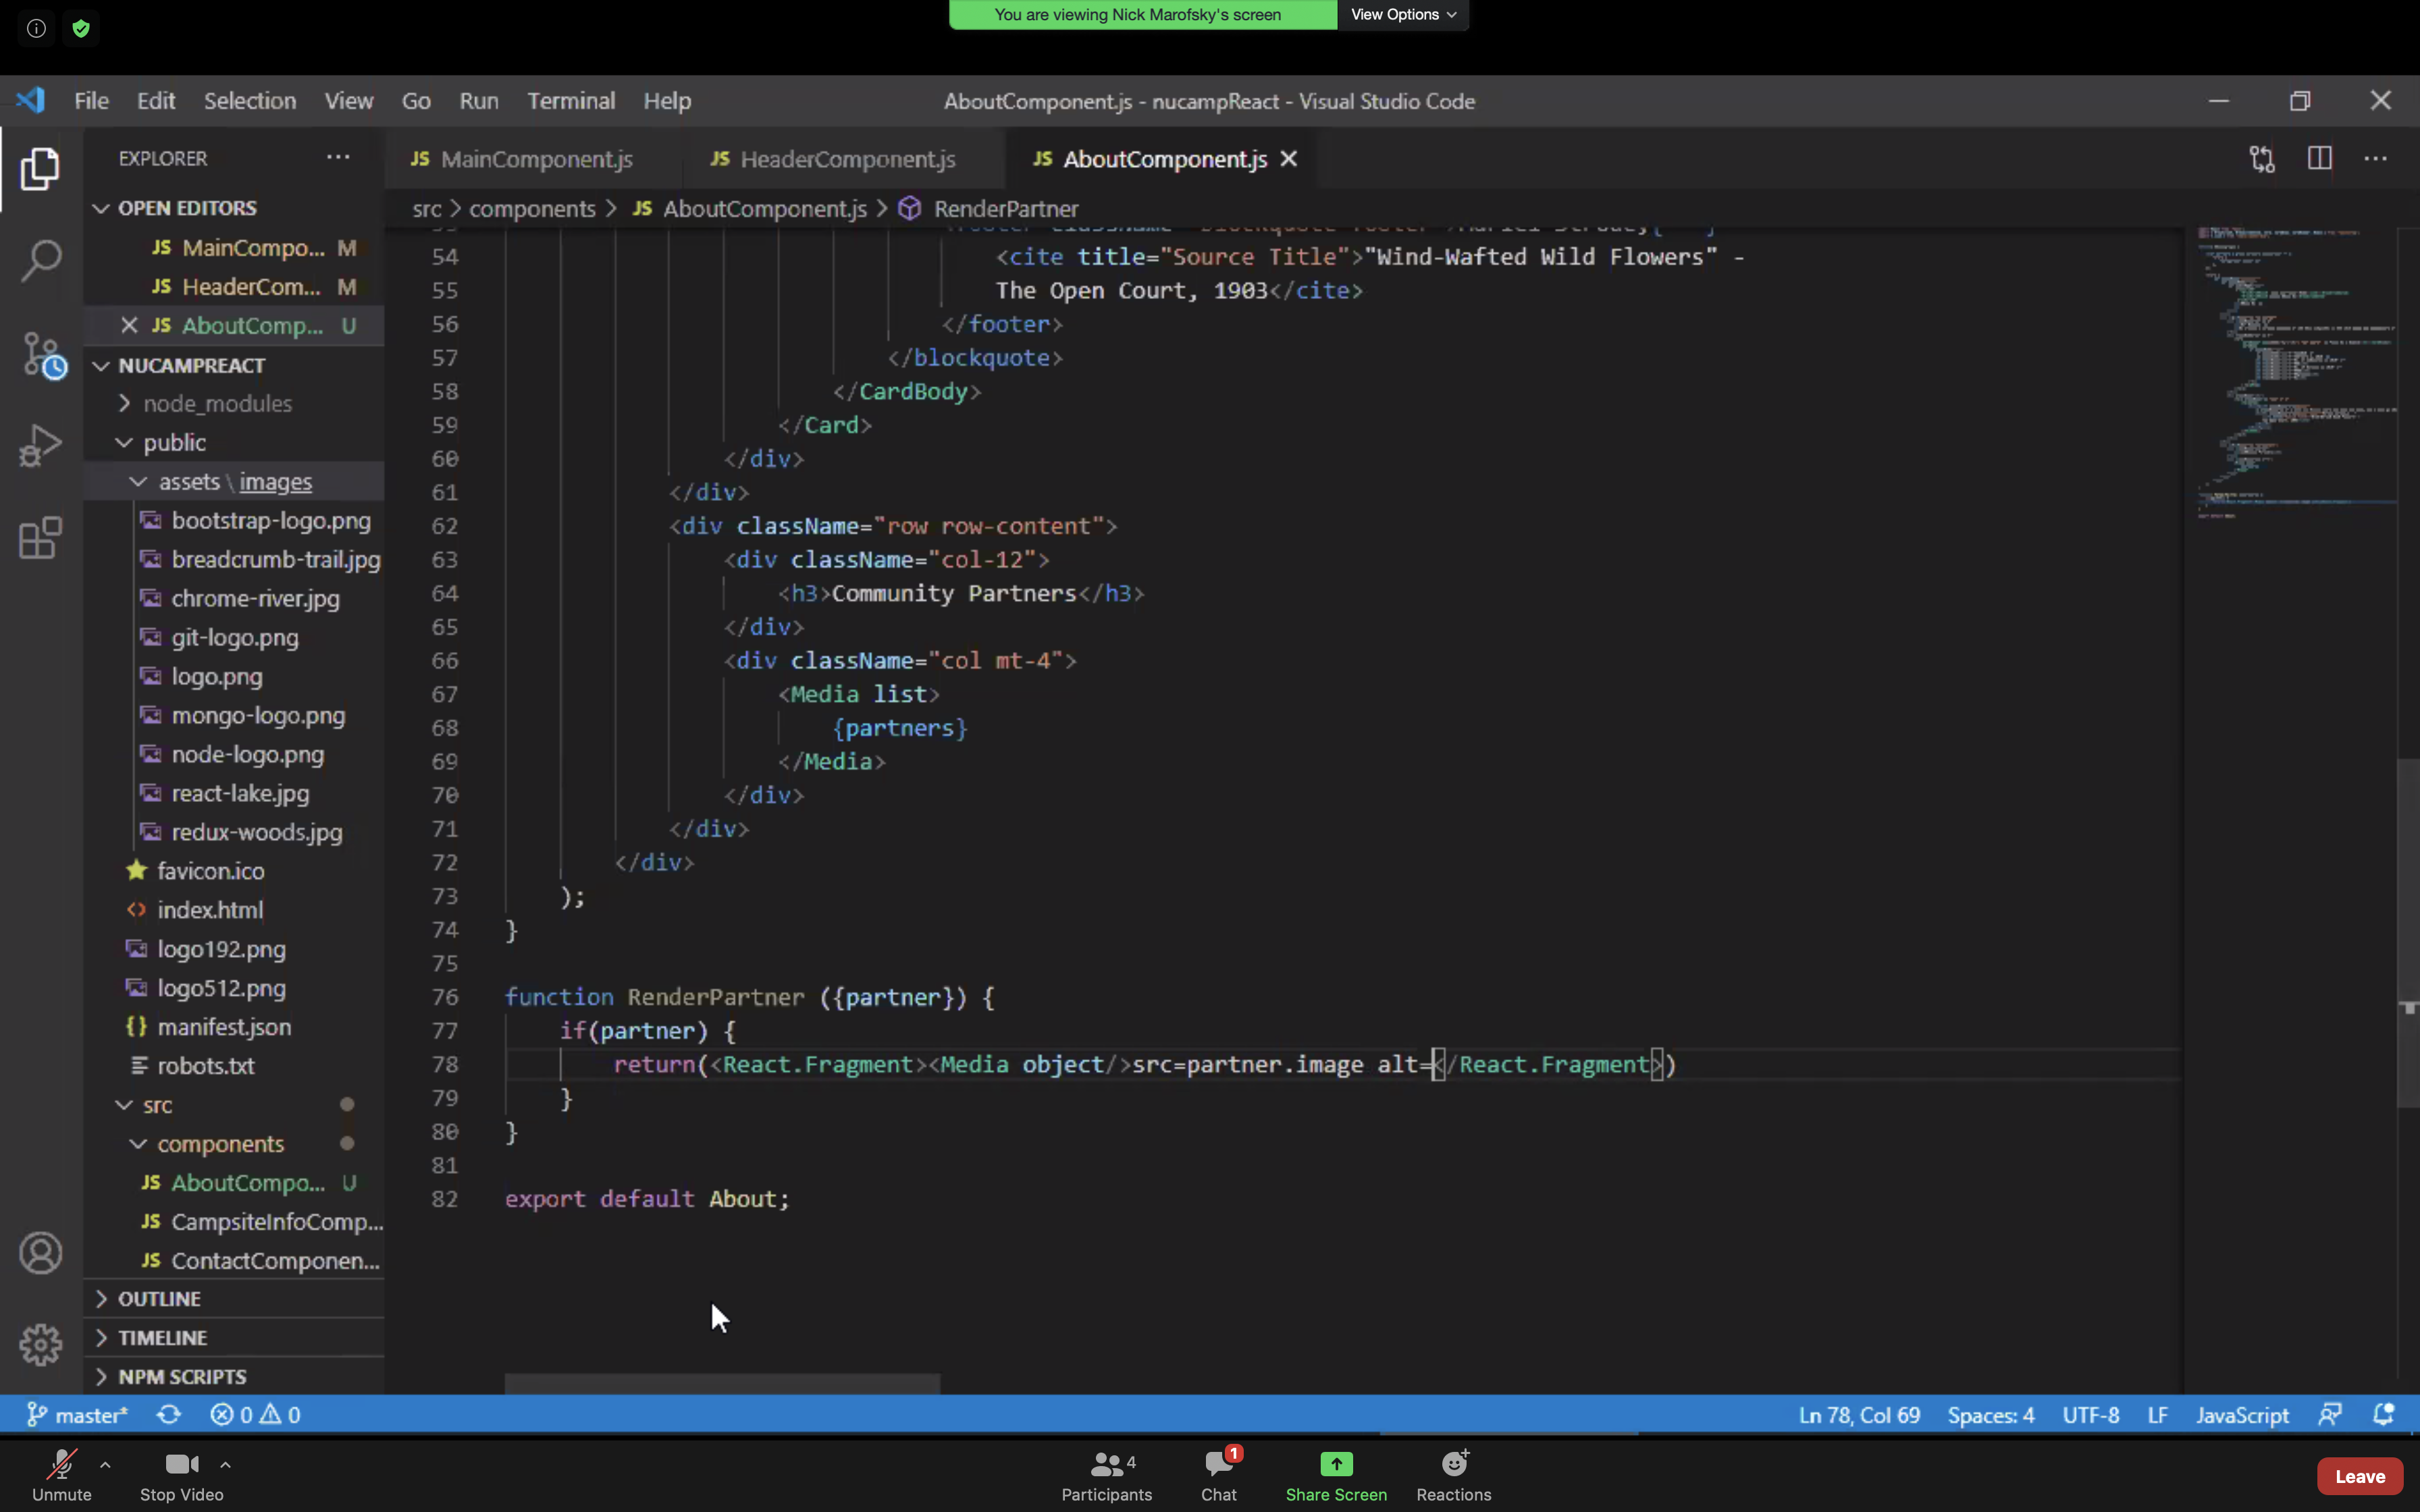 You are viewing Nick Marofsky's screen
View Options
File Edit Selection View Go Run Terminal Help
AboutComponent.js - nucampReact - Visual Studio Code
EXPLORER
OPEN EDITORS
JS MainCompo... M
JS HeaderCom... M
JS AboutComp... U
NUCAMPREACT
node_modules
public
assets \ images
bootstrap-logo.png
breadcrumb-trail.jpg
chrome-river.jpg
git-logo.png
logo.png
mongo-logo.png
node-logo.png
react-lake.jpg
redux-woods.jpg
favicon.ico
index.html
logo192.png
logo512.png
manifest.json
robots.txt
src
components
JS AboutCompo... U
JS CampsiteInfoComp...
JS ContactComponen...
OUTLINE
TIMELINE
NPM SCRIPTS
JS MainComponent.js
JS HeaderComponent.js
JS AboutComponent.js
src > components > JS AboutComponent.js > RenderPartner
54 <cite title="Source Title">"Wind-Wafted Wild Flowers" -
55 The Open Court, 1903</cite>
56 </footer>
57 </blockquote>
58 </CardBody>
59 </Card>
60 </div>
61 </div>
62 <div className="row row-content">
63 <div className="col-12">
64 <h3>Community Partners</h3>
65 </div>
66 <div className="col mt-4">
67 <Media list>
68 {partners}
69 </Media>
70 </div>
71 </div>
72 </div>
73 );
74 }
75
76 function RenderPartner ({partner}) {
77 if(partner) {
78 return(<React.Fragment><Media object/>src=partner.image alt=</React.Fragment>)
79 }
80 }
81
82 export default About;
master* 0 0
Ln 78, Col 69 Spaces: 4 UTF-8 LF JavaScript
Unmute
Stop Video
4
Participants
1
Chat
Share Screen
Reactions
Leave